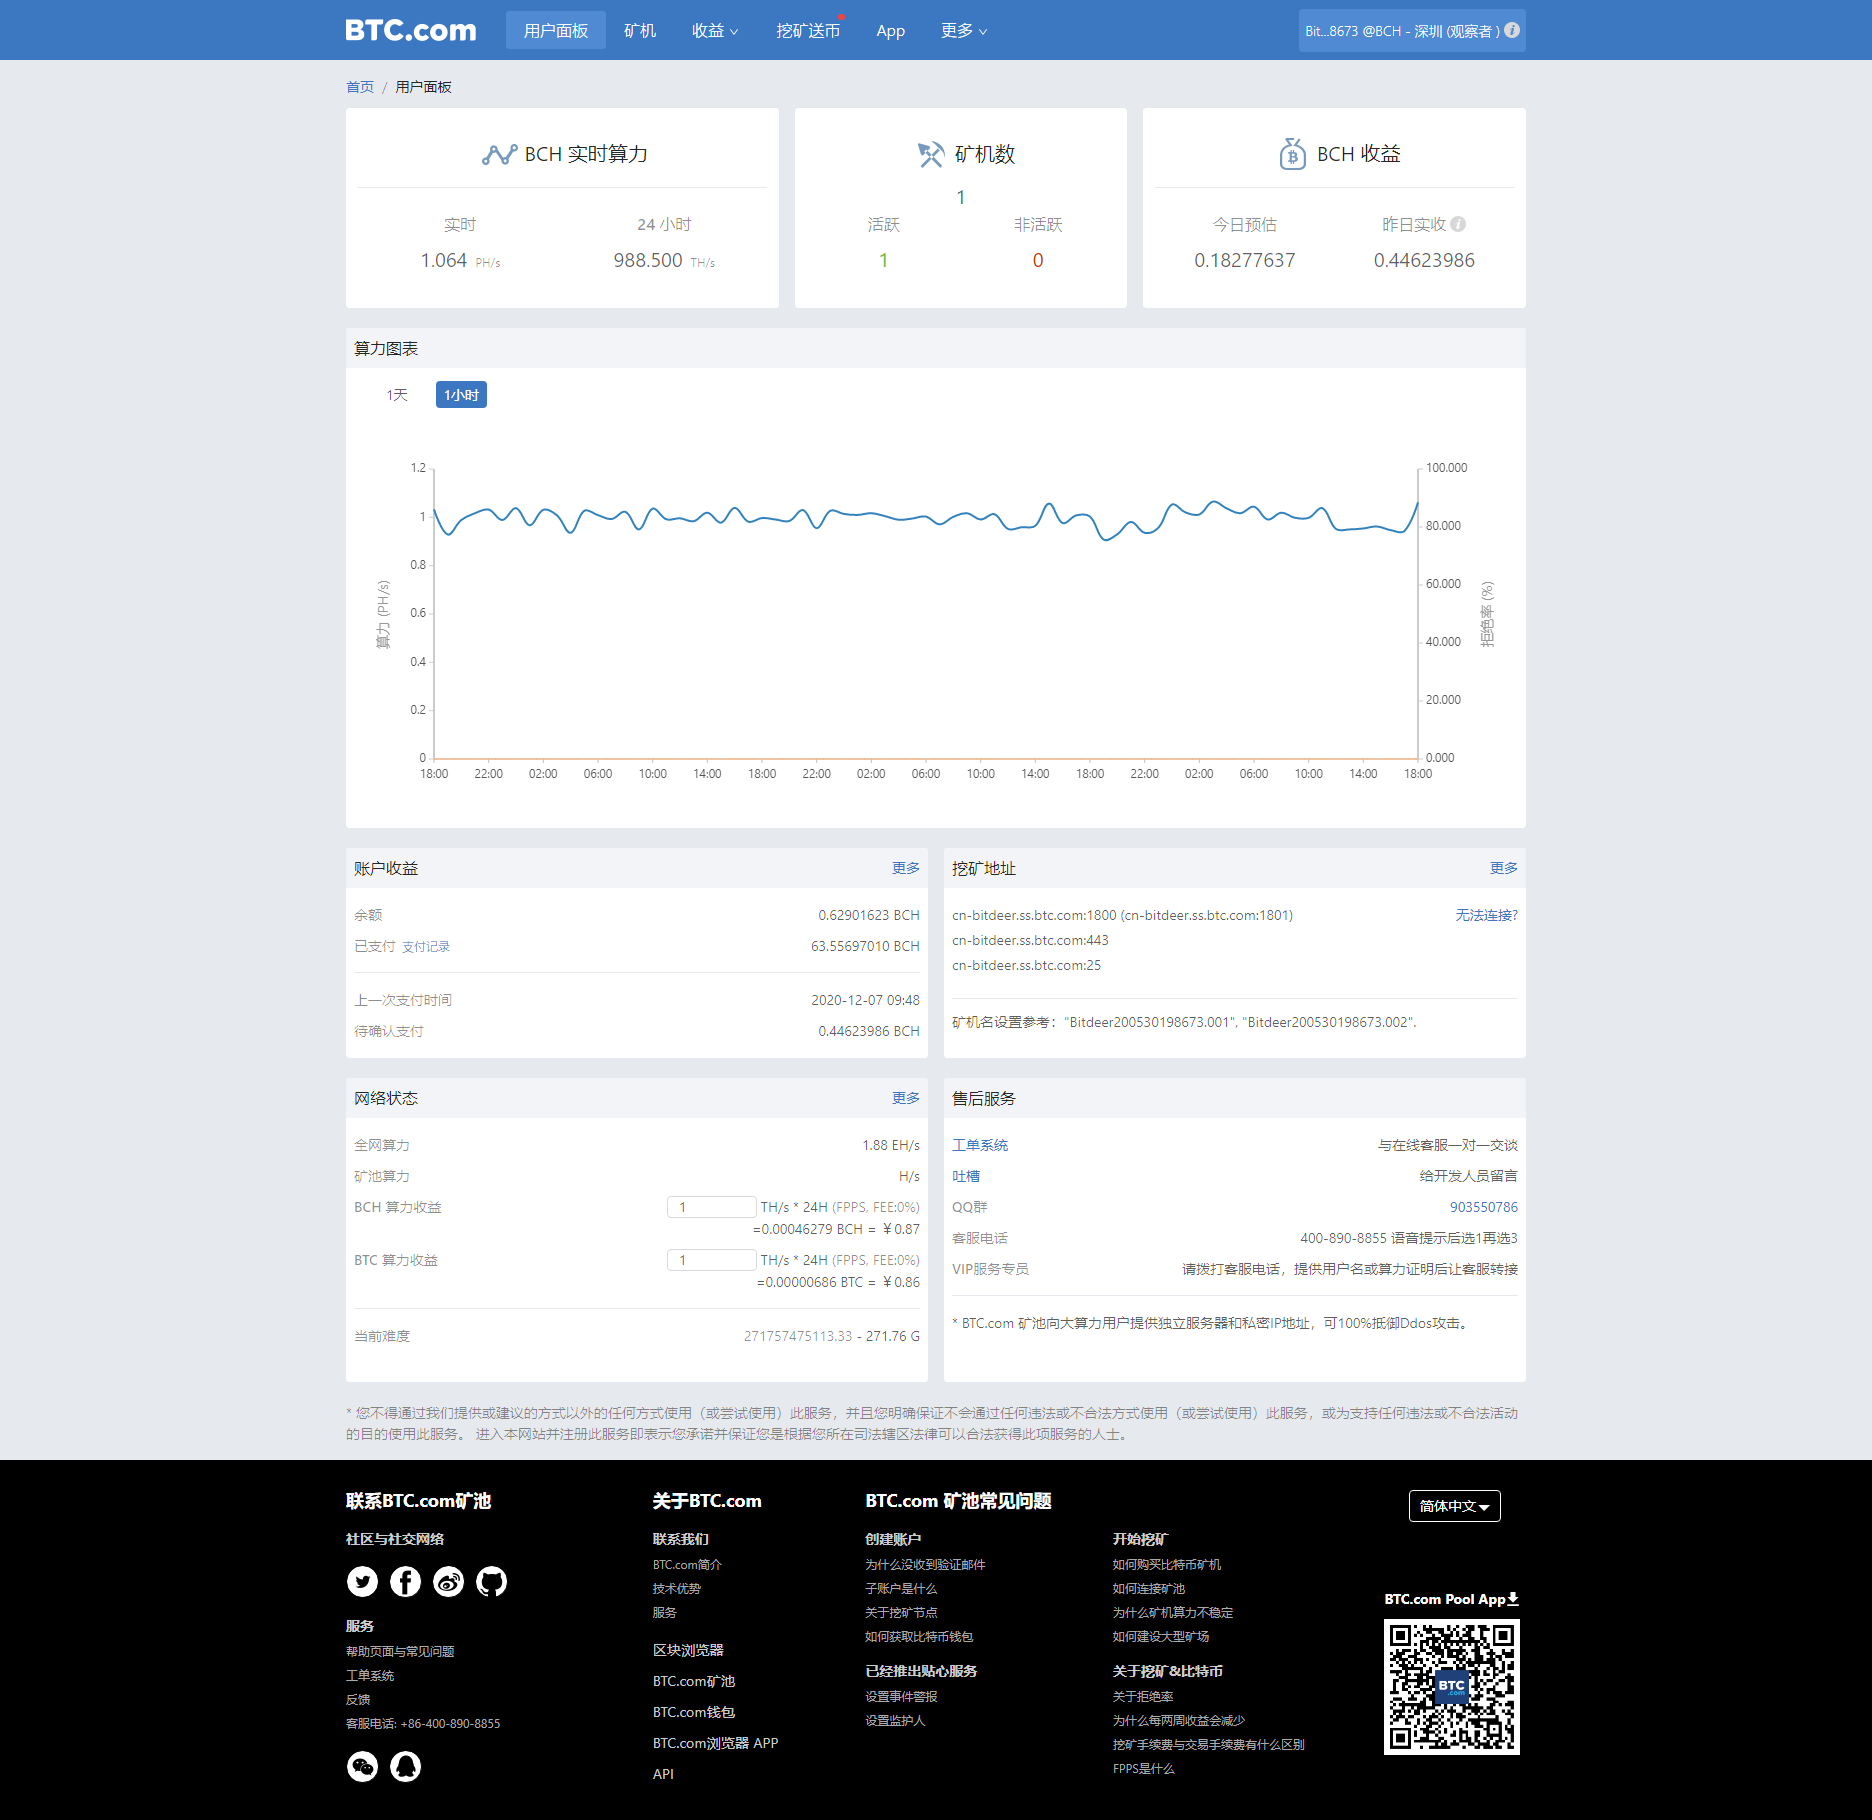 BTC.com 用户面板 矿机 收益 挖矿送币 App 更多 Bit...8673 @BCH - 深圳 (观察者)
首页 / 用户面板
BCH 实时算力
实时 24 小时
1.064 PH/s 988.500 TH/s
矿机数
1
活跃 非活跃
1 0
BCH 收益
今日预估 昨日实收
0.18277637 0.44623986
算力图表
1天 1小时
1.2
1
0.8
0.6
0.4
0.2
0
算力 (PH/s)
100.000
80.000
60.000
40.000
20.000
0.000
拒绝率 (%)
18:00 22:00 02:00 06:00 10:00 14:00 18:00 22:00 02:00 06:00 10:00 14:00 18:00 22:00 02:00 06:00 10:00 14:00 18:00
账户收益 更多
余额 0.62901623 BCH
已支付 支付记录 63.55697010 BCH
上一次支付时间 2020-12-07 09:48
待确认支付 0.44623986 BCH
挖矿地址 更多
cn-bitdeer.ss.btc.com:1800 (cn-bitdeer.ss.btc.com:1801) 无法连接?
cn-bitdeer.ss.btc.com:443
cn-bitdeer.ss.btc.com:25
矿机名设置参考："Bitdeer200530198673.001", "Bitdeer200530198673.002".
网络状态 更多
全网算力 1.88 EH/s
矿池算力 H/s
BCH 算力收益 1 TH/s * 24H (FPPS, FEE:0%)
=0.00046279 BCH = ￥0.87
BTC 算力收益 1 TH/s * 24H (FPPS, FEE:0%)
=0.00000686 BTC = ￥0.86
当前难度 271757475113.33 - 271.76 G
售后服务
工单系统 与在线客服一对一交谈
吐槽 给开发人员留言
QQ群 903550786
客服电话 400-890-8855 语音提示后选1再选3
VIP服务专员 请拨打客服电话，提供用户名或算力证明后让客服转接
* BTC.com 矿池向大算力用户提供独立服务器和私密IP地址，可100%抵御Ddos攻击。
* 您不得通过我们提供或建议的方式以外的任何方式使用（或尝试使用）此服务，并且您明确保证不会通过任何违法或不合法方式使用（或尝试使用）此服务，或为支持任何违法或不合法活动
的目的使用此服务。 进入本网站并注册此服务即表示您承诺并保证您是根据您所在司法辖区法律可以合法获得此项服务的人士。
联系BTC.com矿池
社区与社交网络
服务
帮助页面与常见问题
工单系统
反馈
客服电话: +86-400-890-8855
关于BTC.com
联系我们
BTC.com简介
技术优势
服务
区块浏览器
BTC.com矿池
BTC.com钱包
BTC.com浏览器 APP
API
BTC.com 矿池常见问题
创建账户
为什么没收到验证邮件
子账户是什么
关于挖矿节点
如何获取比特币钱包
已经推出贴心服务
设置事件警报
设置监护人
开始挖矿
如何购买比特币矿机
如何连接矿池
为什么矿机算力不稳定
如何建设大型矿场
关于挖矿&比特币
关于拒绝率
为什么每两周收益会减少
挖矿手续费与交易手续费有什么区别
FPPS是什么
简体中文
BTC.com Pool App
BTC
.com